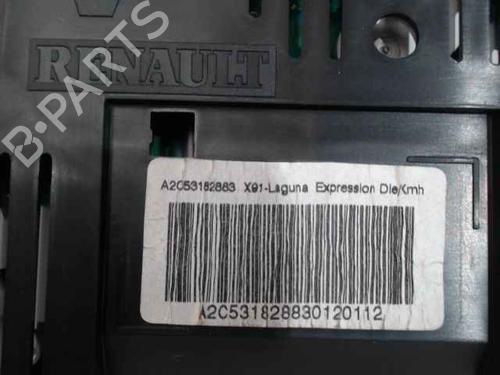 RENAULT
B-PARTS
A2C53182883 X91-Laguna Expression Die/Kmh
A2C531828830120112